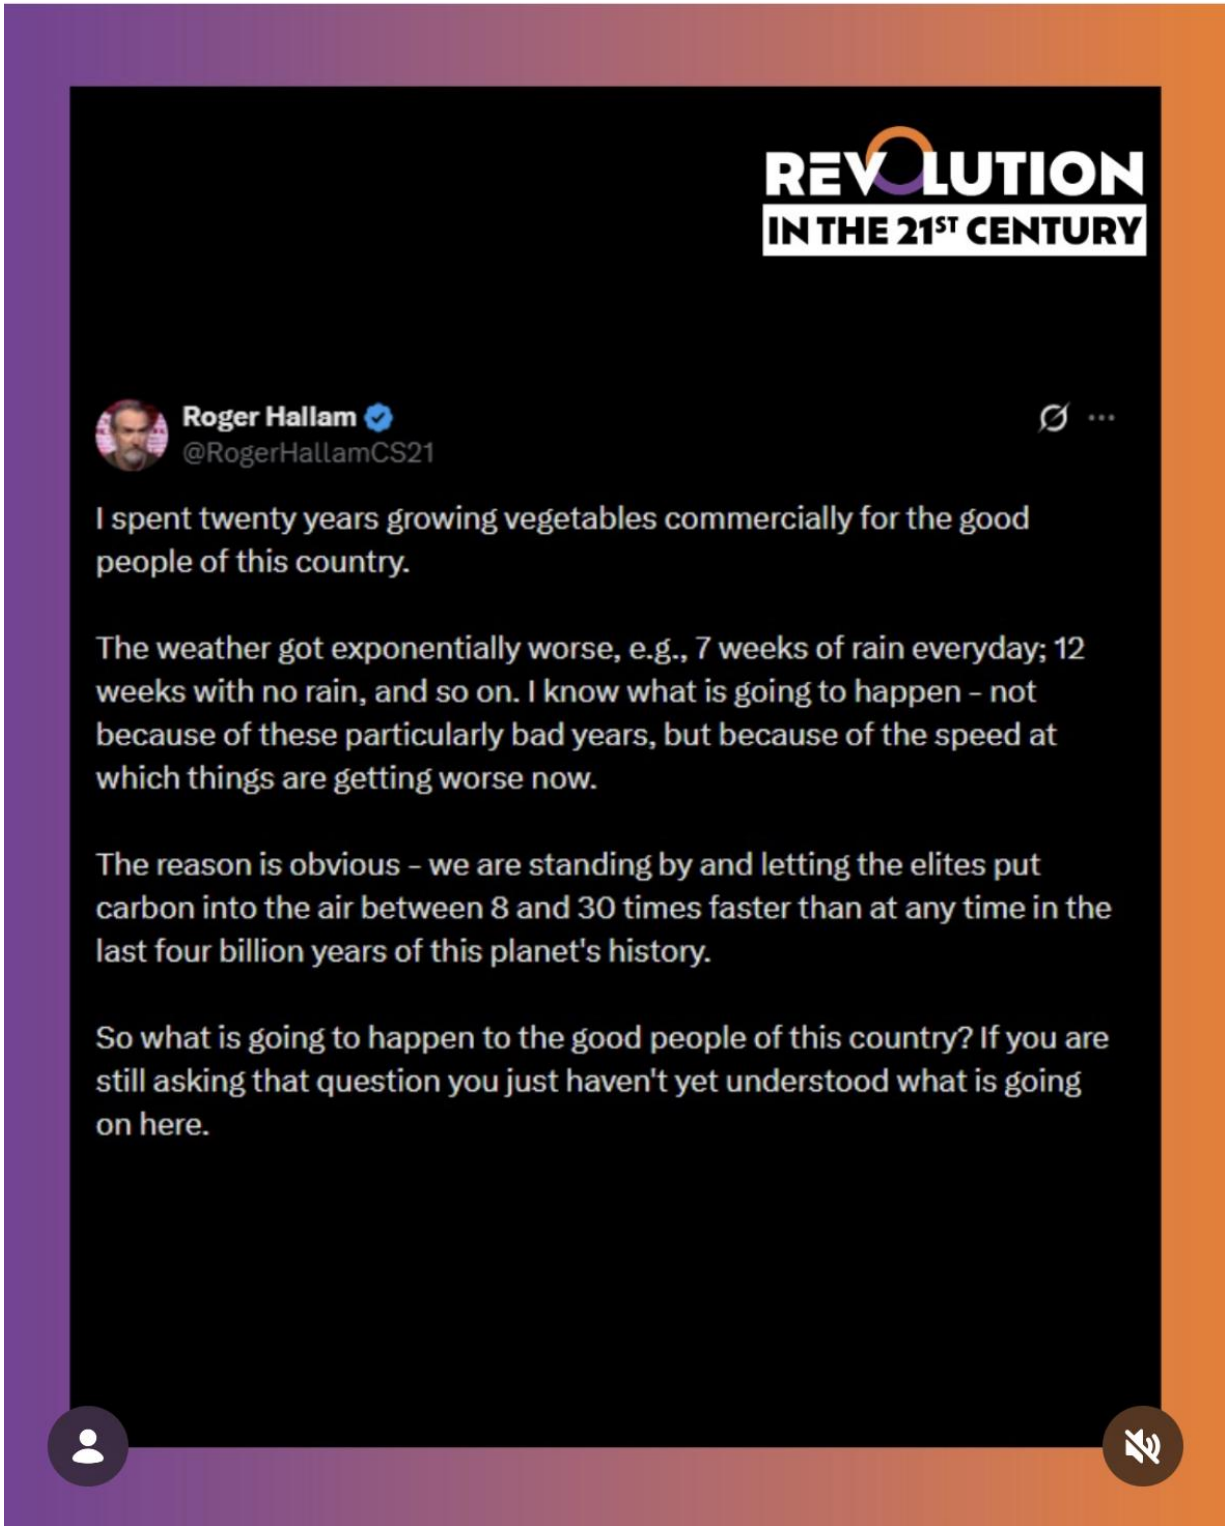 REVOLUTION
IN THE 21ST CENTURY
Roger Hallam
@RogerHallamCS21
I spent twenty years growing vegetables commercially for the good
people of this country.
The weather got exponentially worse, e.g., 7 weeks of rain everyday; 12
weeks with no rain, and so on. I know what is going to happen - not
because of these particularly bad years, but because of the speed at
which things are getting worse now.
The reason is obvious - we are standing by and letting the elites put
carbon into the air between 8 and 30 times faster than at any time in the
last four billion years of this planet's history.
So what is going to happen to the good people of this country? If you are
still asking that question you just haven't yet understood what is going
on here.